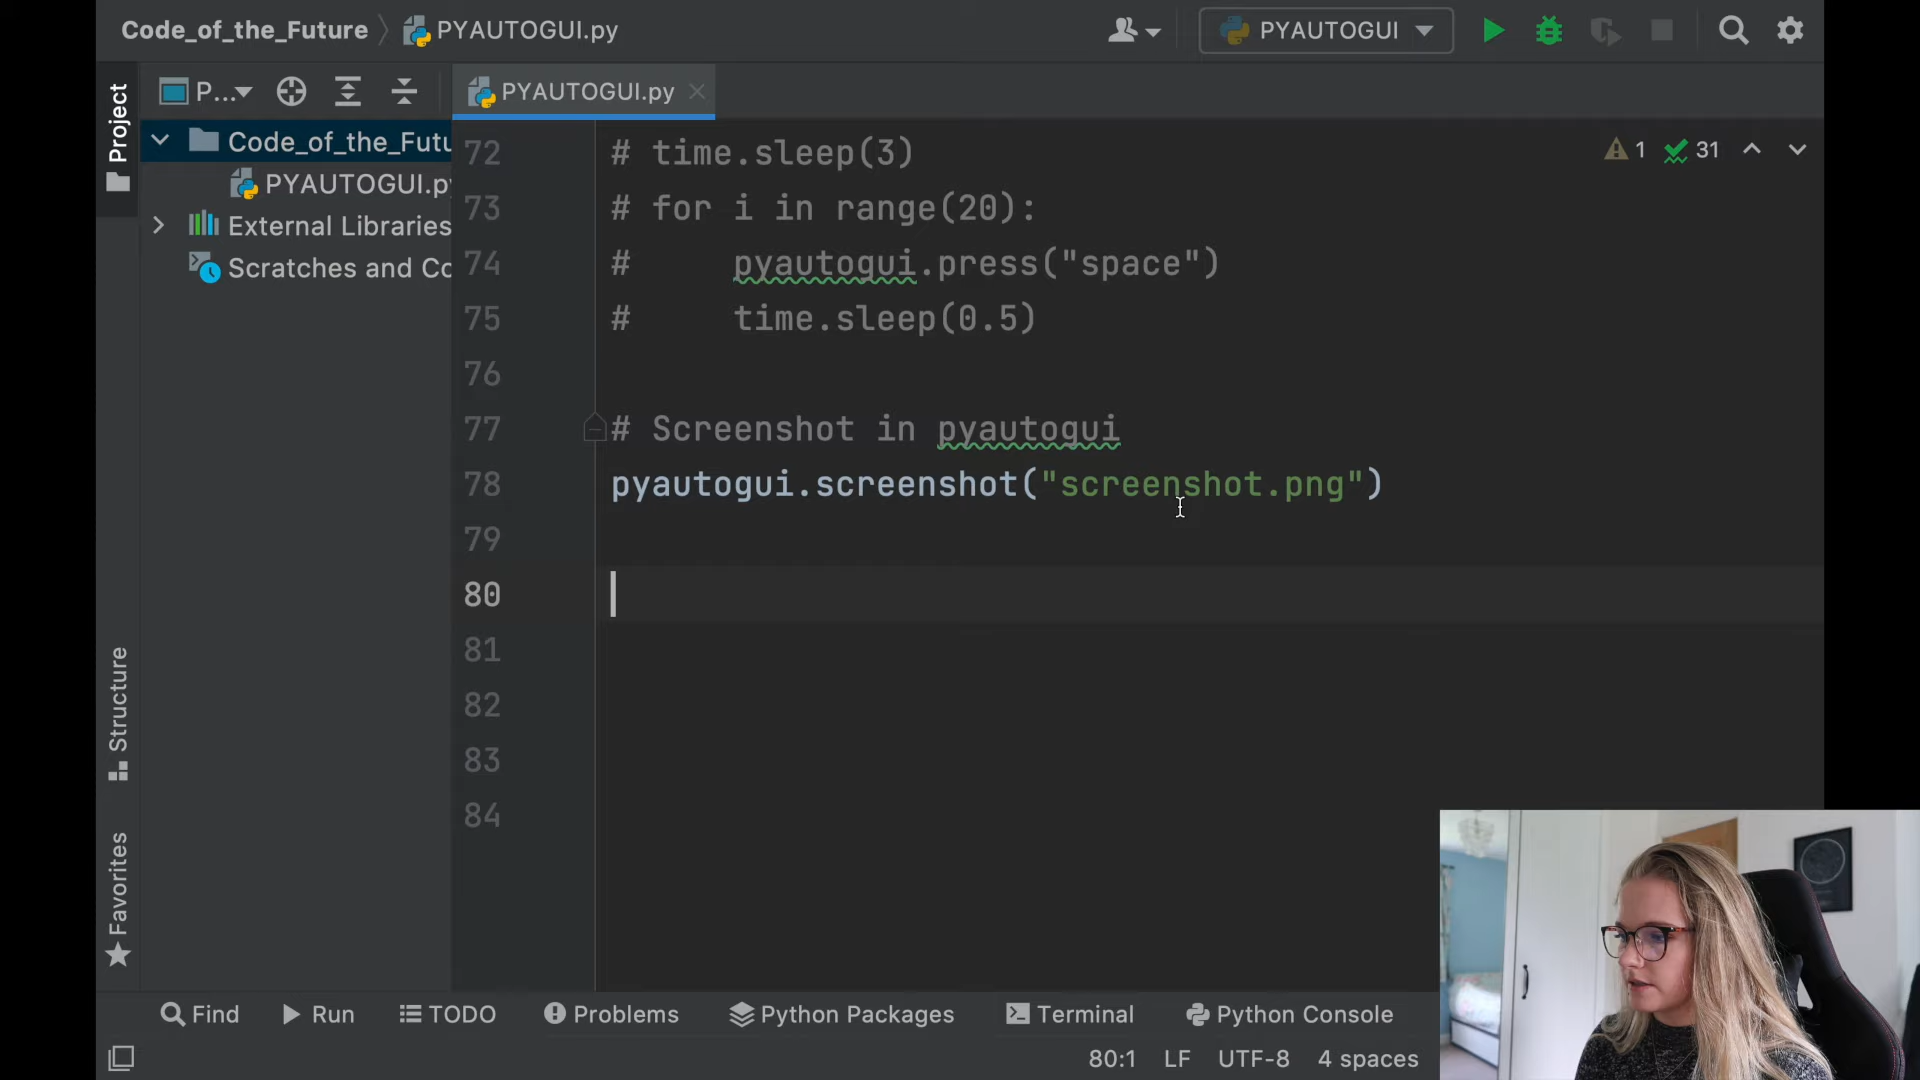 Code_of_the_Future
PYAUTOGUI.py
PYAUTOGUI
Project
P...
PYAUTOGUI.py
Code_of_the_Futu
PYAUTOGUI.py
External Libraries
Scratches and Co
1
31
72 # time.sleep(3)
73 # for i in range(20):
74 # pyautogui.press("space")
75 # time.sleep(0.5)
76
77 # Screenshot in pyautogui
78 pyautogui.screenshot("screenshot.png")
79
80
81
82
83
84
Structure
Favorites
Find
Run
TODO
Problems
Python Packages
Terminal
Python Console
80:1
LF
UTF-8
4 spaces